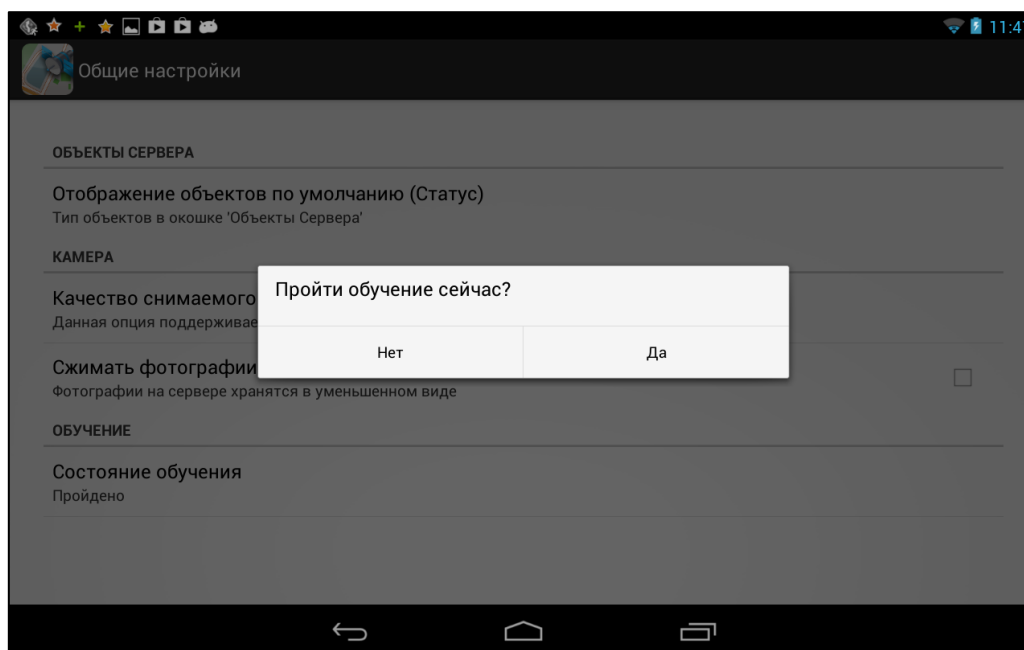 11:4
Общие настройки
ОБЪЕКТЫ СЕРВЕРА
Отображение объектов по умолчанию (Статус)
Тип объектов в окошке 'Объекты Сервера'
КАМЕРА
Качество снимаемого
Данная опция поддерживае
Пройти обучение сейчас?
Нет
Да
Сжимать фотографии
Фотографии на сервере хранятся в уменьшенном виде
ОБУЧЕНИЕ
Состояние обучения
Пройдено